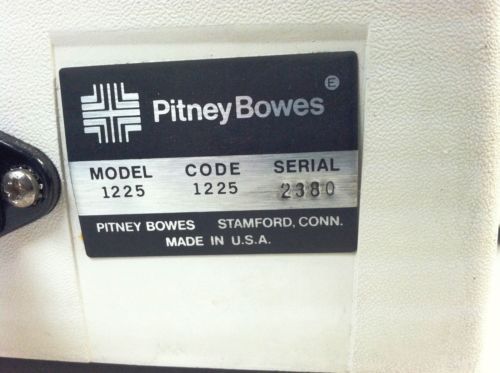 Ⓔ
Pitney Bowes
MODEL CODE SERIAL
1225 1225 2380
PITNEY BOWES STAMFORD, CONN.
MADE IN U.S.A.